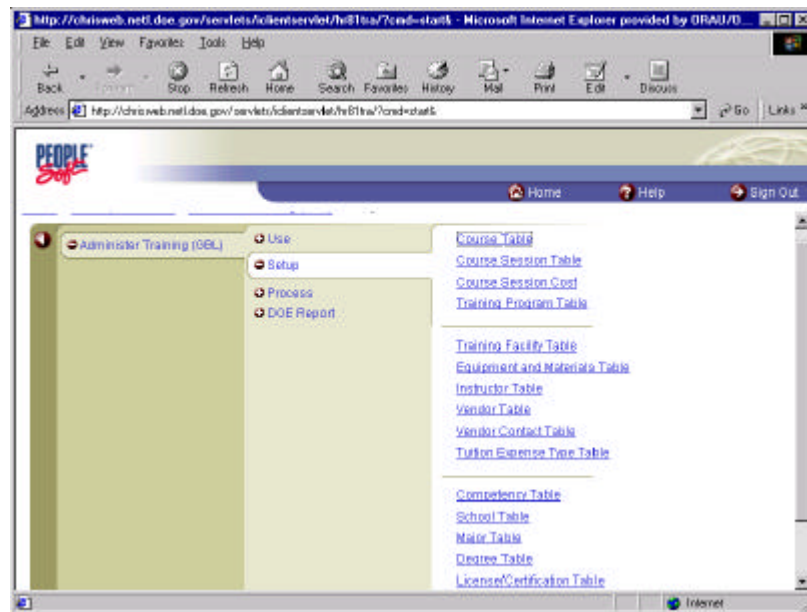 http://chrisweb.netl.doe.gov/servlets/iclientservlet/hr81tra/?cmd=start& - Microsoft Internet Explorer provided by ORAU/O...
File Edit View Favorites Tools Help
Back Stop Refresh Home Search Favorites History Mail Print Edit Discuss
Address http://chrisweb.netl.doe.gov/servlets/iclientservlet/hr81tra/?cmd=start& Go Links »
PEOPLE Soft
Home Help Sign Out
Administer Training (GBL)
Use
Setup
Process
DOE Report
Course Table
Course Session Table
Course Session Cost
Training Program Table
Training Facility Table
Equipment and Materials Table
Instructor Table
Vendor Table
Vendor Contact Table
Tuition Expense Type Table
Competency Table
School Table
Major Table
Degree Table
License/Certification Table
Internet